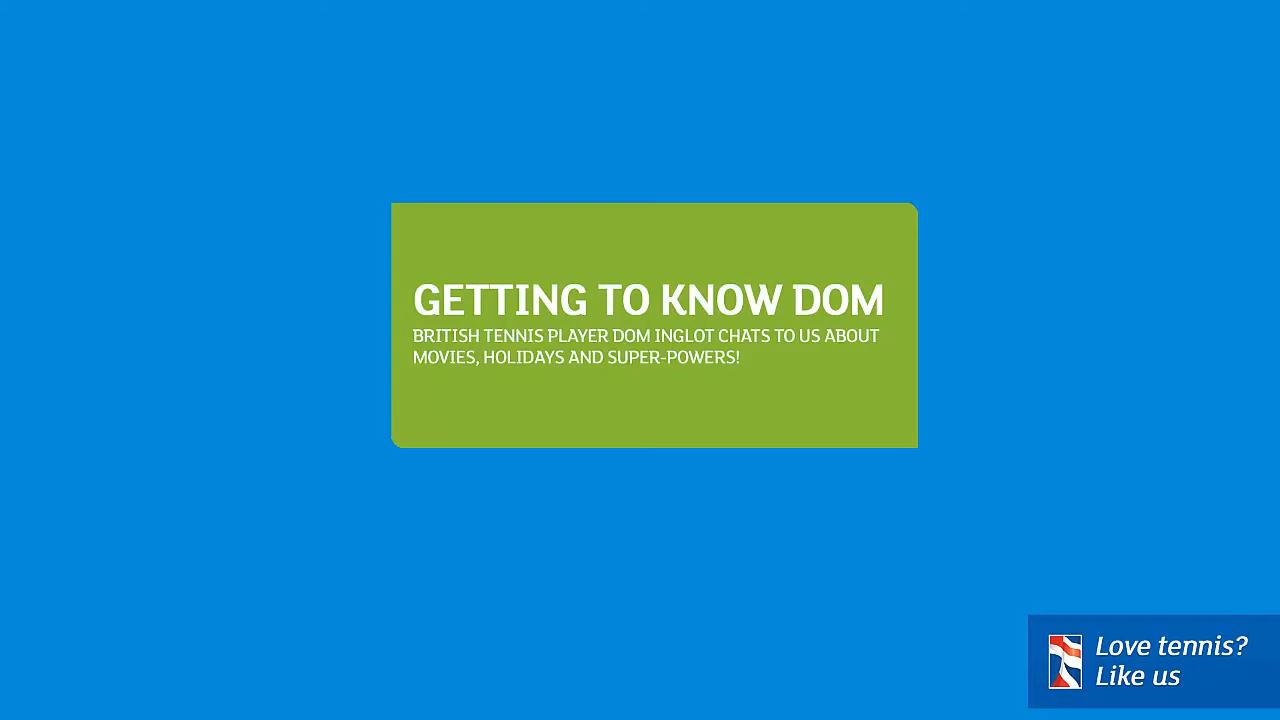 GETTING TO KNOW DOM
BRITISH TENNIS PLAYER DOM INGLOT CHATS TO US ABOUT
MOVIES, HOLIDAYS AND SUPER-POWERS!
Love tennis?
Like us